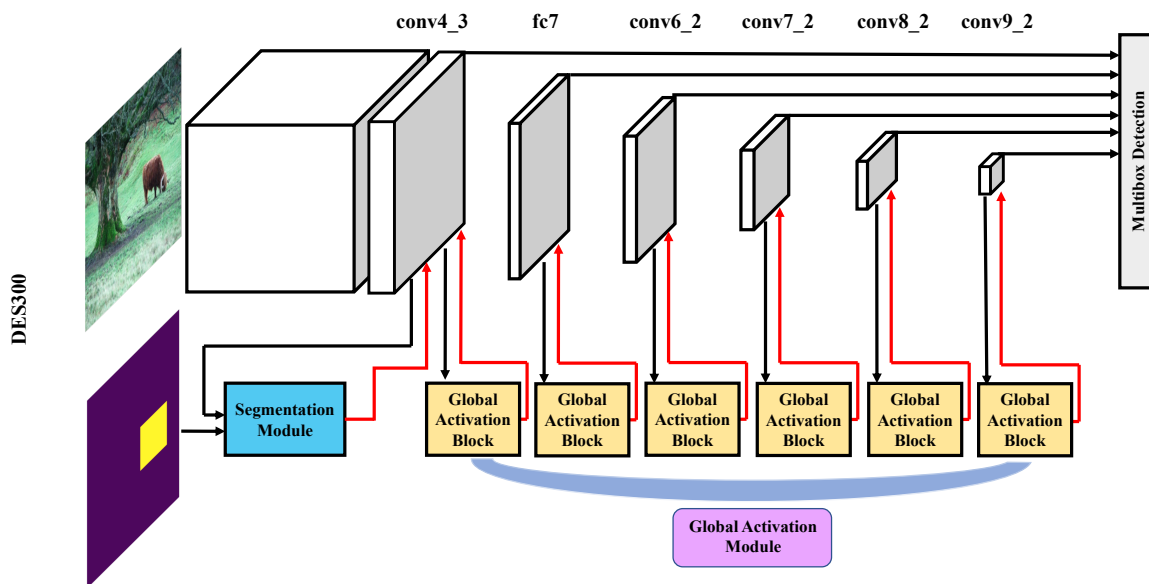 conv4_3
fc7
conv6_2
conv7_2
conv8_2
conv9_2
Multibox Detection
DES300
Segmentation
Module
Global
Activation
Block
Global
Activation
Block
Global
Activation
Block
Global
Activation
Block
Global
Activation
Block
Global
Activation
Block
Global Activation
Module